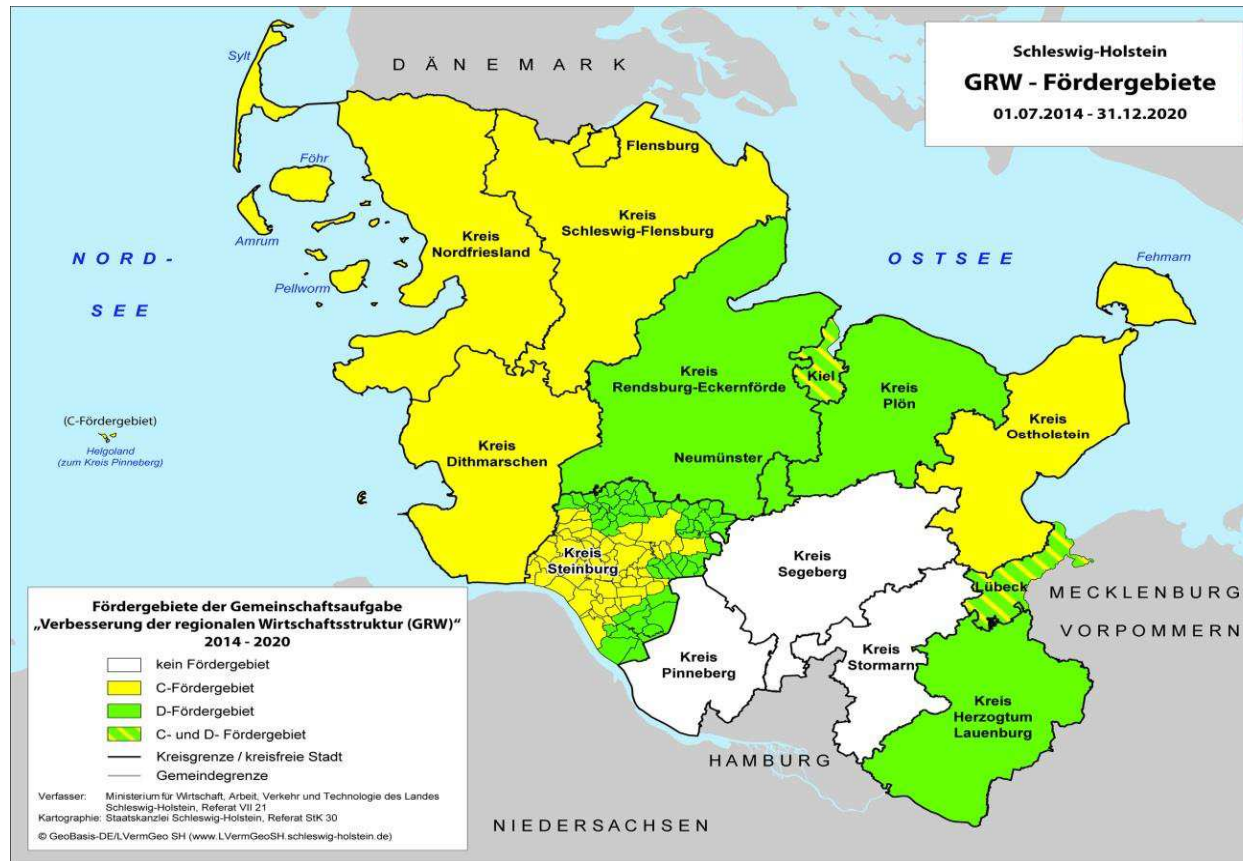 Schleswig-Holstein
GRW - Fördergebiete
01.07.2014 - 31.12.2020
DÄNEMARK
Sylt
Föhr
Amrum
Pellworm
NORD-
SEE
OSTSEE
Fehmarn
Flensburg
Kreis
Schleswig-Flensburg
Kreis
Nordfriesland
Kreis
Rendsburg-Eckernförde
Kiel
Kreis
Plön
Kreis
Ostholstein
(C-Fördergebiet)
Helgoland
(zum Kreis Pinneberg)
Kreis
Dithmarschen
Neumünster
Kreis
Steinburg
Kreis
Segeberg
Lübeck
MECKLENBURG
VORPOMMERN
Kreis
Pinneberg
Kreis
Stormarn
Kreis
Herzogtum
Lauenburg
HAMBURG
NIEDERSACHSEN
Fördergebiete der Gemeinschaftsaufgabe
„Verbesserung der regionalen Wirtschaftsstruktur (GRW)“
2014 - 2020
kein Fördergebiet
C-Fördergebiet
D-Fördergebiet
C- und D- Fördergebiet
Kreisgrenze / kreisfreie Stadt
Gemeindegrenze
Verfasser: Ministerium für Wirtschaft, Arbeit, Verkehr und Technologie des Landes
Schleswig-Holstein, Referat VII 21
Kartographie: Staatskanzlei Schleswig-Holstein, Referat StK 30
© GeoBasis-DE/LVermGeo SH (www.LVermGeoSH.schleswig-holstein.de)